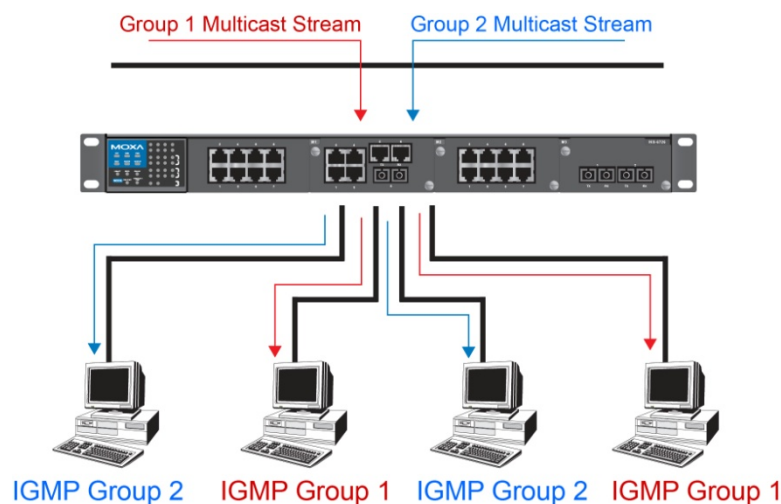 Group 1 Multicast Stream
Group 2 Multicast Stream
MOXA
IGMP Group 2
IGMP Group 1
IGMP Group 2
IGMP Group 1